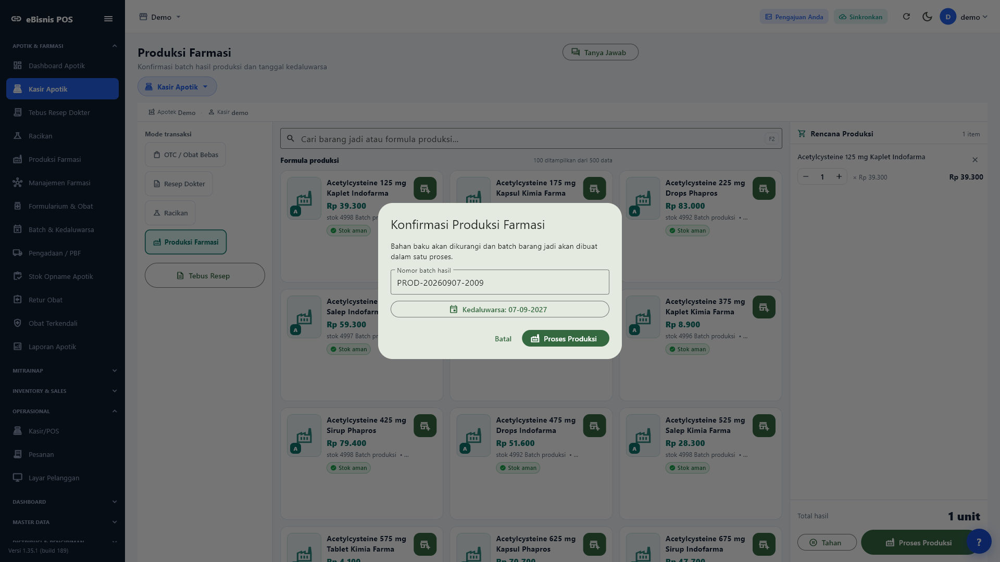 eBisnis POS
APOTIK & FARMASI
Dashboard Apotik
Kasir Apotik
Tebus Resep Dokter
Racikan
Produksi Farmasi
Manajemen Farmasi
Formularium & Obat
Batch & Kedaluwarsa
Pengadaan / PBF
Stok Opname Apotik
Retur Obat
Obat Terkendali
Laporan Apotik
MITRAINAP
INVENTORY & SALES
OPERASIONAL
Kasir/POS
Pesanan
Layar Pelanggan
DASHBOARD
MASTER DATA
DISTRIBUSI & PENGIRIMAN
Versi 1.35.1 (build 189)
Demo
Pengajuan Anda
Sinkronkan
D
demo
Produksi Farmasi
Konfirmasi batch hasil produksi dan tanggal kedaluwarsa
Tanya Jawab
Kasir Apotik
Apotek Demo
Kasir demo
Mode transaksi
OTC / Obat Bebas
Resep Dokter
Racikan
Produksi Farmasi
Tebus Resep
Cari barang jadi atau formula produksi...
F2
Formula produksi
100 ditampilkan dari 500 data
Acetylcysteine 125 mg
Kaplet Indofarma
Rp 39.300
stok 4998 Batch pr
A
Stok aman
Acetylcysteine 175 mg
Kapsul Kimia Farma
Acetylcysteine 225 mg
Drops Phapros
Rp 83.000
stok 4992 Batch produksi • ...
A
Stok aman
Acetylcysteine
Salep Indofarm
Rp 59.300
stok 4997 Batch pr
A
Stok aman
Acetylcysteine 375 mg
Kaplet Kimia Farma
Rp 8.900
stok 4996 Batch produksi • ...
A
Stok aman
Acetylcysteine 425 mg
Sirup Phapros
Rp 79.400
stok 4998 Batch produksi • ...
A
Stok aman
Acetylcysteine 475 mg
Drops Indofarma
Rp 51.600
stok 4992 Batch produksi • ...
A
Stok aman
Acetylcysteine 525 mg
Salep Kimia Farma
Rp 28.300
stok 4998 Batch produksi • ...
A
Stok aman
Acetylcysteine 575 mg
Tablet Kimia Farma
Rp 4.100
Acetylcysteine 625 mg
Kapsul Phapros
Rp 70.700
Acetylcysteine 675 mg
Sirup Indofarma
Rp 47.700
Konfirmasi Produksi Farmasi
Bahan baku akan dikurangi dan batch barang jadi akan dibuat
dalam satu proses.
Nomor batch hasil
PROD-20260907-2009
Kedaluwarsa: 07-09-2027
Batal
Proses Produksi
Rencana Produksi
1 item
Acetylcysteine 125 mg Kaplet Indofarma
1
× Rp 39.300
Rp 39.300
Total hasil
1 unit
Tahan
Proses Produksi
?